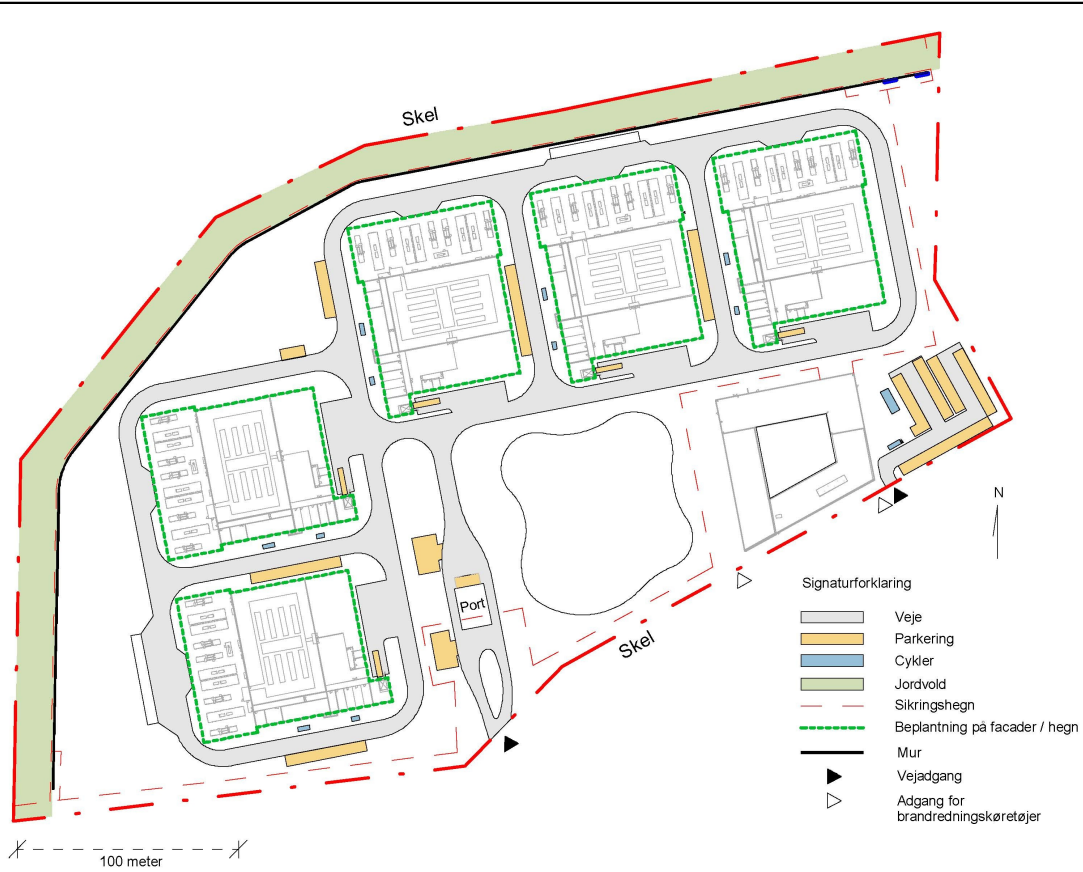 Skel
N
Port
Skel
Signaturforklaring
Veje
Parkering
Cykler
Jordvold
Sikringshegn
Beplantning på facader / hegn
Mur
Vejadgang
Adgang for
brandredningskøretøjer
100 meter